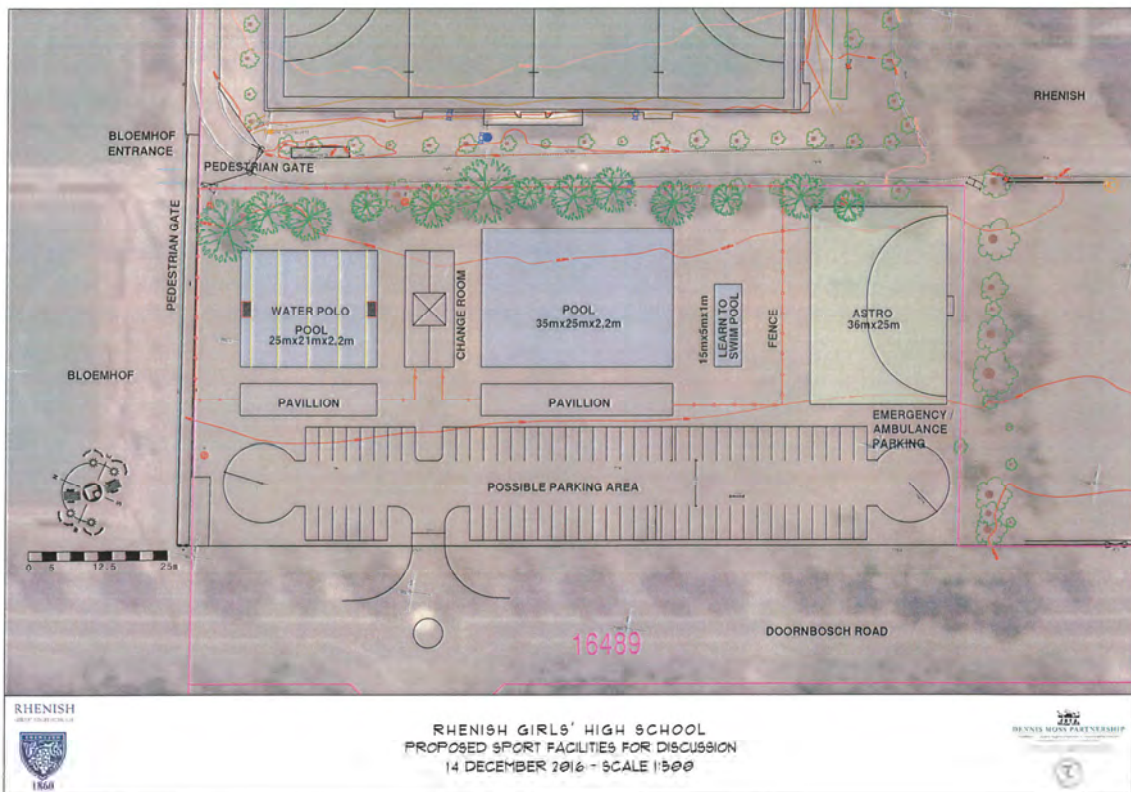 RHENISH
BLOEMHOF
ENTRANCE
PEDESTRIAN GATE
PEDESTRIAN GATE
WATER POLO
POOL
25mx21mx2,2m
CHANGE ROOM
POOL
35mx25mx2,2m
15mx5mx1m
LEARN TO
SWIM POOL
FENCE
ASTRO
36mx25m
BLOEMHOF
PAVILLION
PAVILLION
EMERGENCY /
AMBULANCE
PARKING
POSSIBLE PARKING AREA
0 5 12.5 25m
DOORNBOSCH ROAD
16489
RHENISH
1860
RHENISH GIRLS' HIGH SCHOOL
PROPOSED SPORT FACILITIES FOR DISCUSSION
14 DECEMBER 2016 - SCALE 1:500
DENNIS MOSS PARTNERSHIP